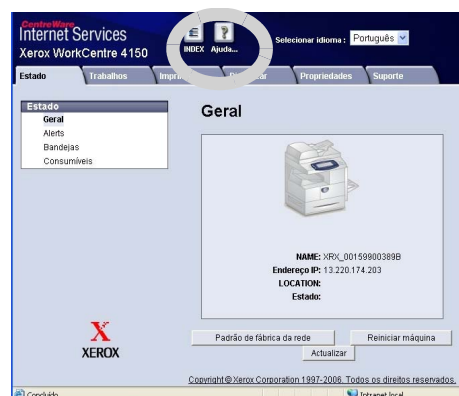 CentreWare
Internet Services
Xerox WorkCentre 4150
INDEX Ajuda...
Selecionar idioma : Português
Estado Trabalhos Propriedades Suporte
Estado
Geral
Alerts
Bandejas
Consumíveis
Geral
NAME: XRX_00159900389B
Endereço IP: 13.220.174.203
LOCATION:
Estado:
X
XEROX
Padrão de fábrica da rede Reiniciar máquina
Actualizar
Copyright © Xerox Corporation 1997-2006. Todos os direitos reservados.
Concluído Intranet local